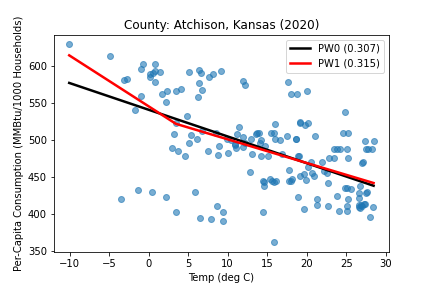 County: Atchison, Kansas (2020)
PW0 (0.307)
PW1 (0.315)
Per-Capita Consumption (MMBtu/1000 Households)
600
550
500
450
400
350
−10 −5 0 5 10 15 20 25 30
Temp (deg C)